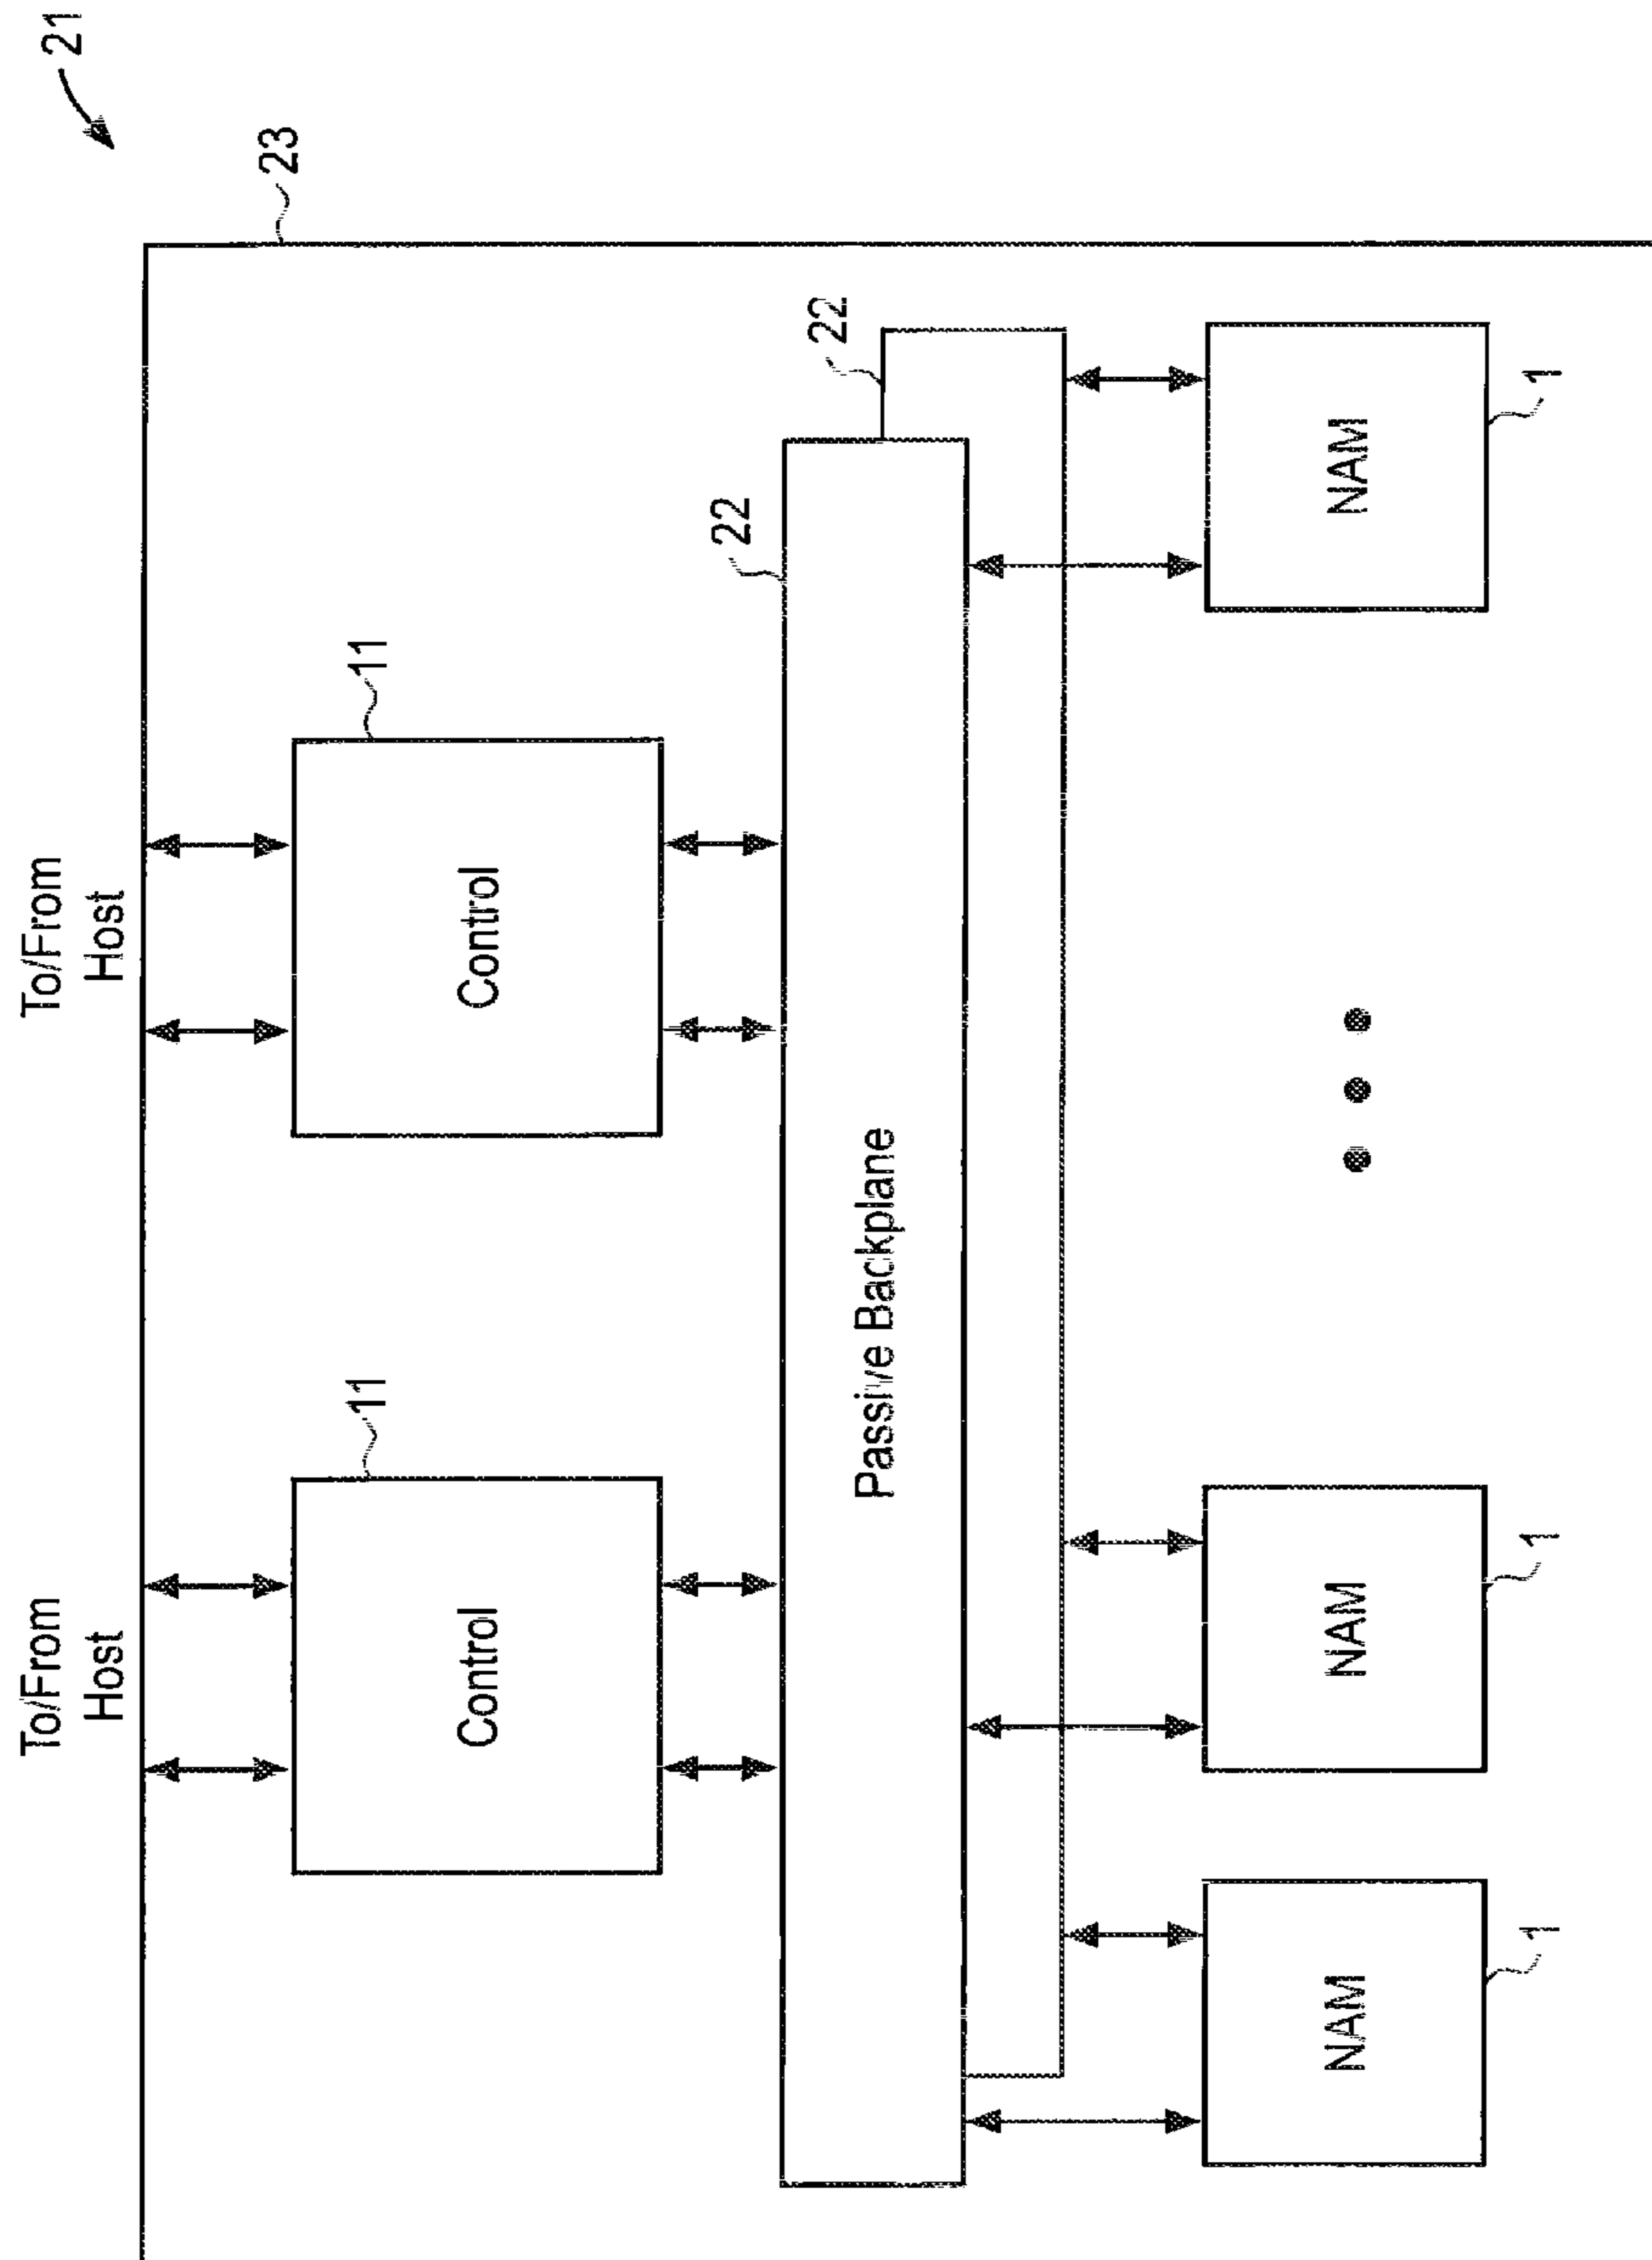 21
23
To/From
Host
To/From
Host
11
Control
11
Control
22
22
Passive Backplane
NAM
1
NAM
1
NAM
1